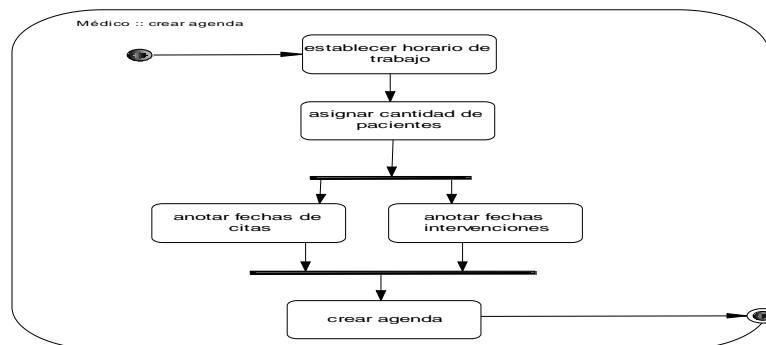 Médico :: crear agenda
establecer horario de
trabajo
asignar cantidad de
pacientes
anotar fechas de
citas
anotar fechas
intervenciones
crear agenda